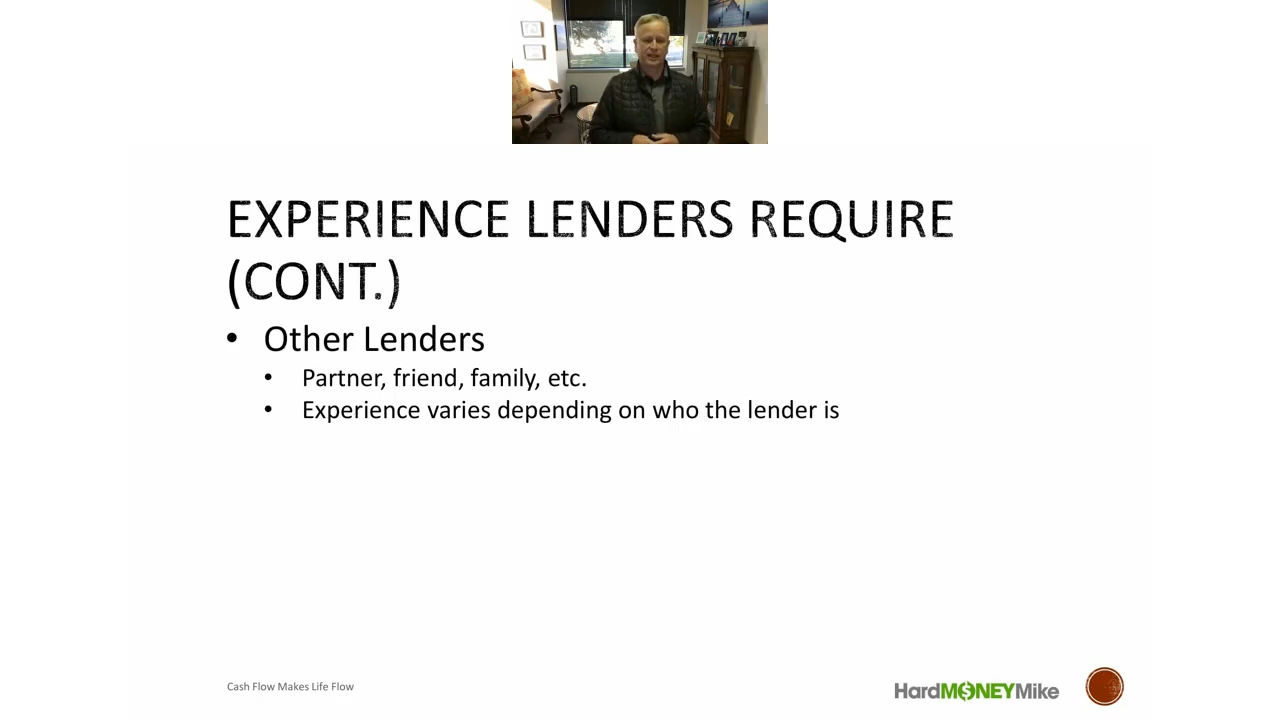 EXPERIENCE LENDERS REQUIRE
(CONT.)
• Other Lenders
• Partner, friend, family, etc.
• Experience varies depending on who the lender is
Cash Flow Makes Life Flow
HardMONEYMike